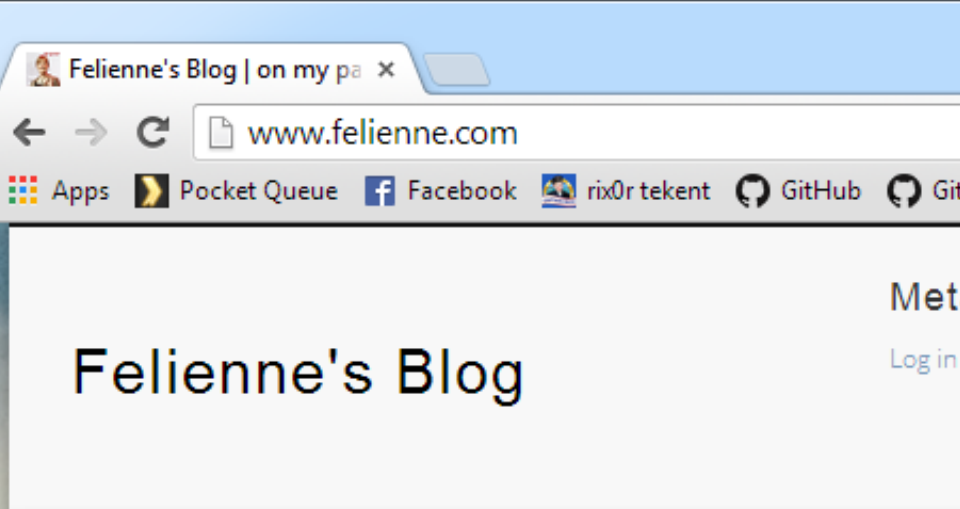 Felienne's Blog | on my pa
www.felienne.com
Apps Pocket Queue Facebook rix0r tekent GitHub Git
Met
Log in
Felienne's Blog